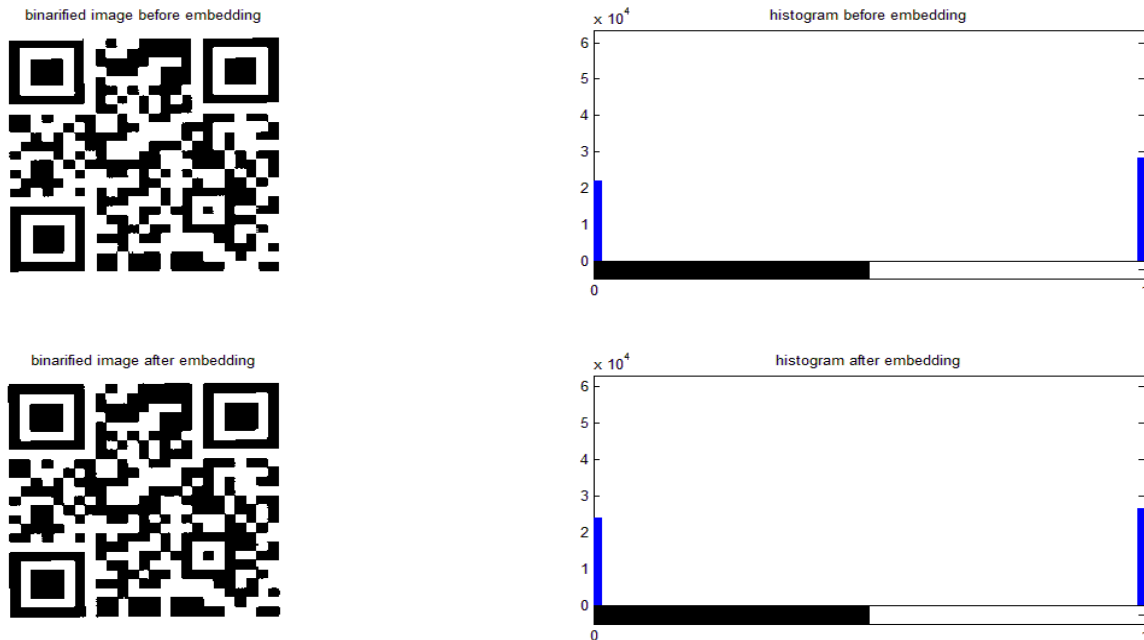 binarified image before embedding
histogram before embedding
x 10^4
6
5
4
3
2
1
0
0
binarified image after embedding
histogram after embedding
x 10^4
6
5
4
3
2
1
0
0